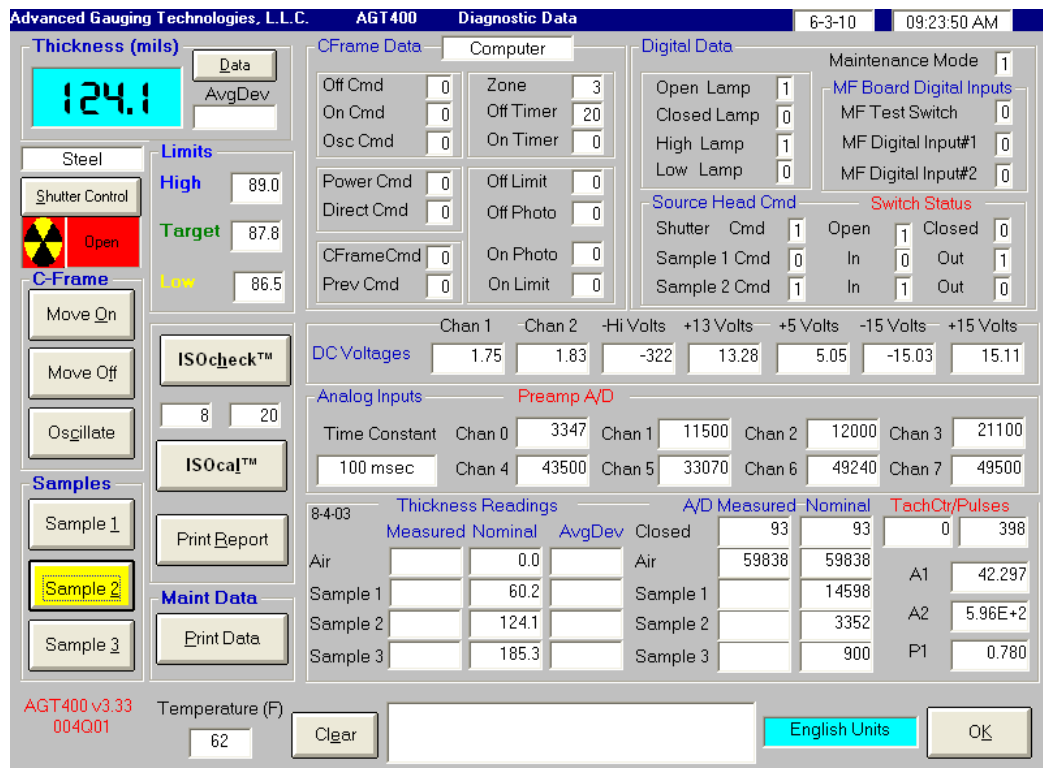 Advanced Gauging Technologies, L.L.C. AGT400 Diagnostic Data 6-3-10 09:23:50 AM
Thickness (mils)
124.1
Data
AvgDev
Steel
Shutter Control
Open
Limits
High 89.0
Target 87.8
Low 86.5
C-Frame
Move On
Move Off
Oscillate
Samples
Sample 1
Sample 2
Sample 3
ISOcheck™
8 20
ISOcal™
Print Report
Maint Data
Print Data
CFrame Data Computer
Off Cmd 0 Zone 3
On Cmd 0 Off Timer 20
Osc Cmd 0 On Timer 0
Power Cmd 0 Off Limit 0
Direct Cmd 0 Off Photo 0
CFrameCmd 0 On Photo 0
Prev Cmd 0 On Limit 0
Digital Data
Maintenance Mode 1
Open Lamp 1
Closed Lamp 0
High Lamp 1
Low Lamp 0
MF Board Digital Inputs
MF Test Switch 0
MF Digital Input#1 0
MF Digital Input#2 0
Source Head Cmd Switch Status
Shutter Cmd 1 Open 1 Closed 0
Sample 1 Cmd 0 In 0 Out 1
Sample 2 Cmd 1 In 1 Out 0
Chan 1 Chan 2 -Hi Volts +13 Volts +5 Volts -15 Volts +15 Volts
DC Voltages 1.75 1.83 -322 13.28 5.05 -15.03 15.11
Analog Inputs Preamp A/D
Time Constant Chan 0 3347 Chan 1 11500 Chan 2 12000 Chan 3 21100
100 msec Chan 4 43500 Chan 5 33070 Chan 6 49240 Chan 7 49500
8-4-03 Thickness Readings A/D Measured Nominal TachCtr/Pulses
Measured Nominal AvgDev Closed 93 93 0 398
Air 0.0 Air 59838 59838 A1 42.297
Sample 1 60.2 Sample 1 14598
Sample 2 124.1 Sample 2 3352 A2 5.96E+2
Sample 3 185.3 Sample 3 900 P1 0.780
AGT400 v3.33
004Q01
Temperature (F)
62
Clear
English Units
OK